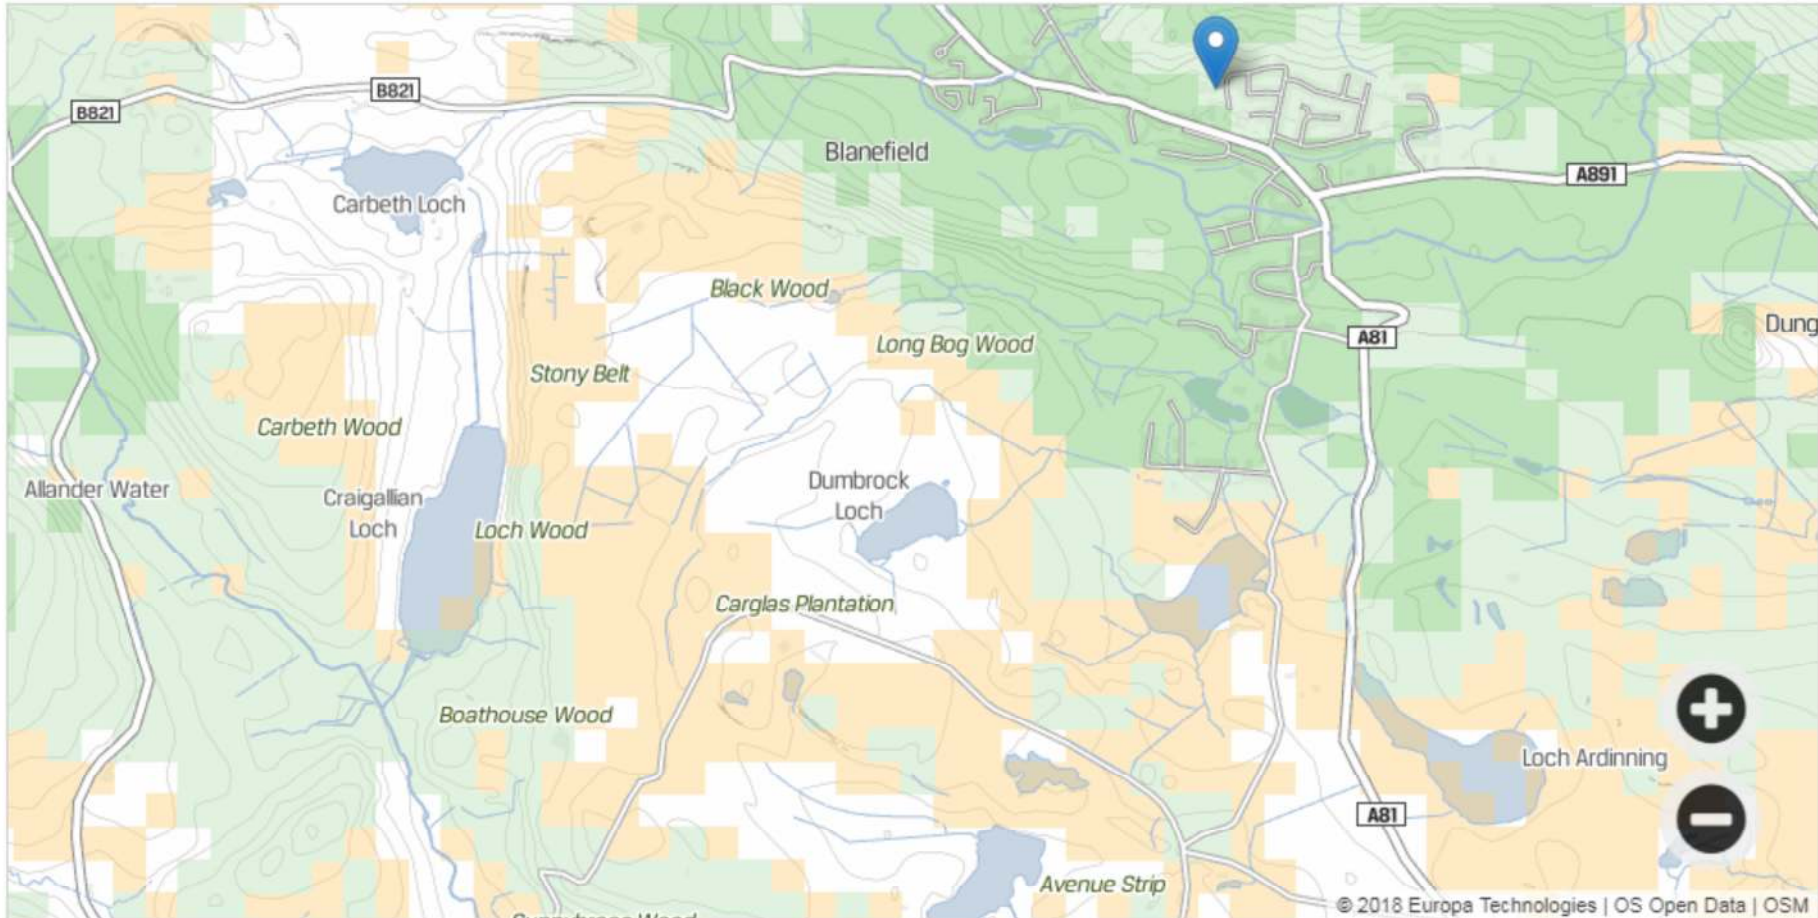 B821
B821
Blanefield
A891
Carbeth Loch
Black Wood
Long Bog Wood
A81
Dung
Stony Belt
Carbeth Wood
Allander Water
Craigallian
Loch
Dumbrock
Loch
Loch Wood
Carglas Plantation
Boathouse Wood
Loch Ardinning
A81
Avenue Strip
© 2018 Europa Technologies | OS Open Data | OSM